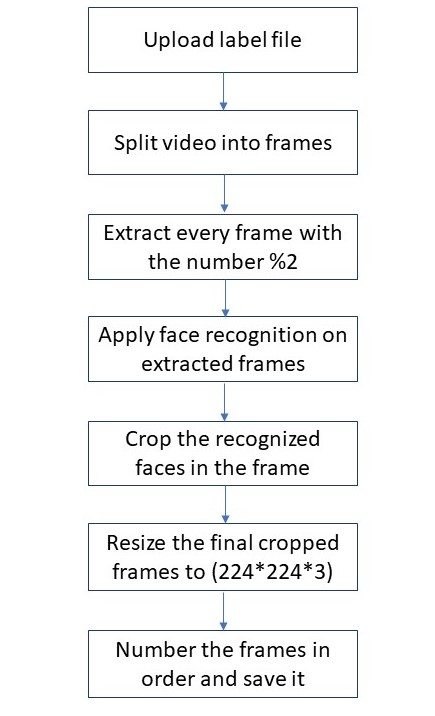 Upload label file
Split video into frames
Extract every frame with
the number %2
Apply face recognition on
extracted frames
Crop the recognized
faces in the frame
Resize the final cropped
frames to (224*224*3)
Number the frames in
order and save it